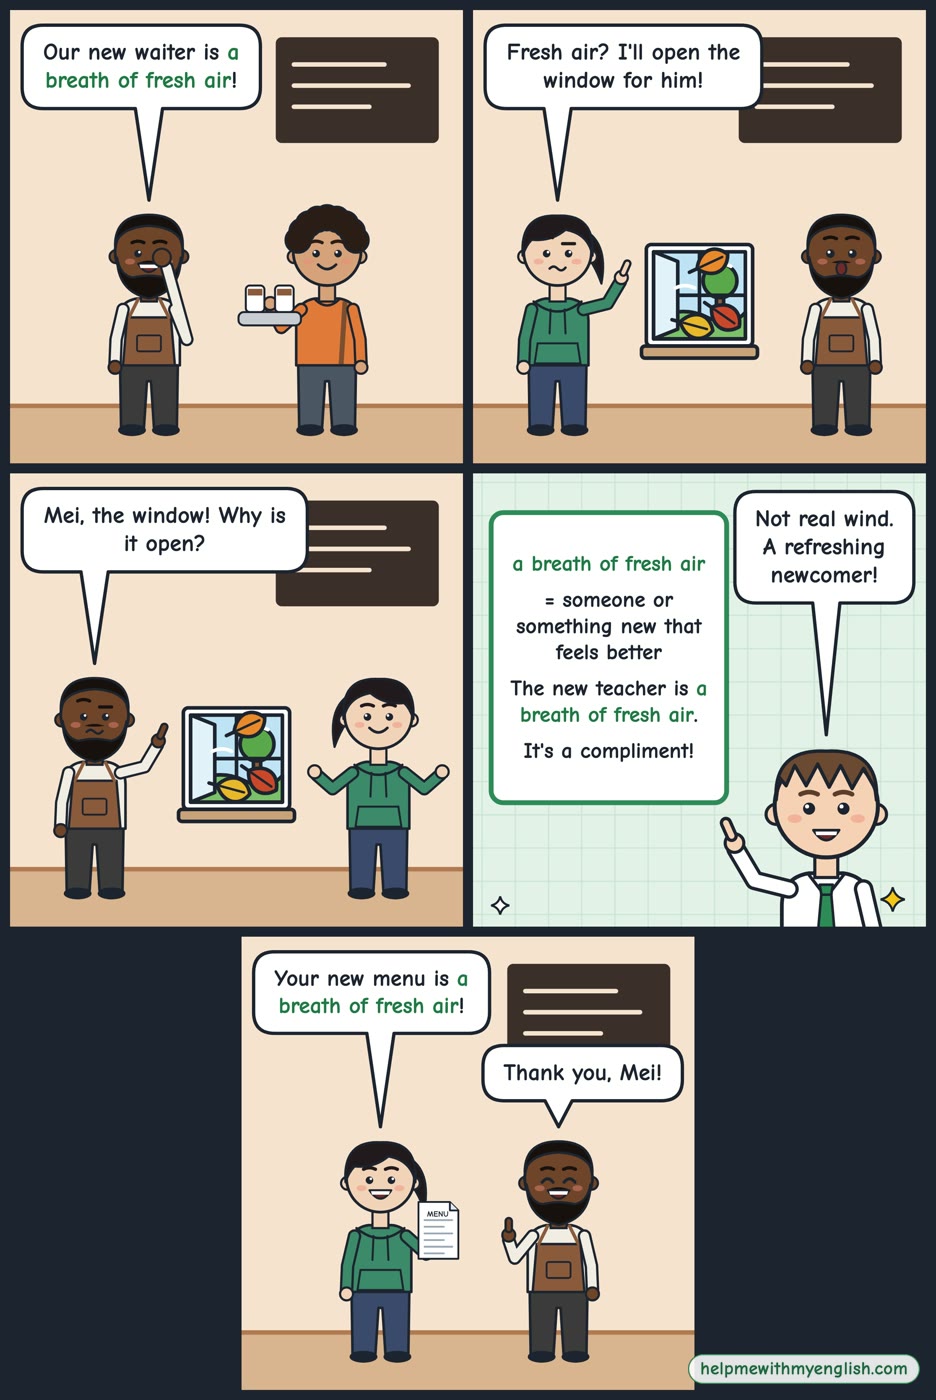 Our new waiter is a
breath of fresh air!
Fresh air? I'll open the
window for him!
Mei, the window! Why is
it open?
a breath of fresh air
= someone or
something new that
feels better
The new teacher is a
breath of fresh air.
It's a compliment!
Not real wind.
A refreshing
newcomer!
Your new menu is a
breath of fresh air!
Thank you, Mei!
MENU
helpmewithmyenglish.com